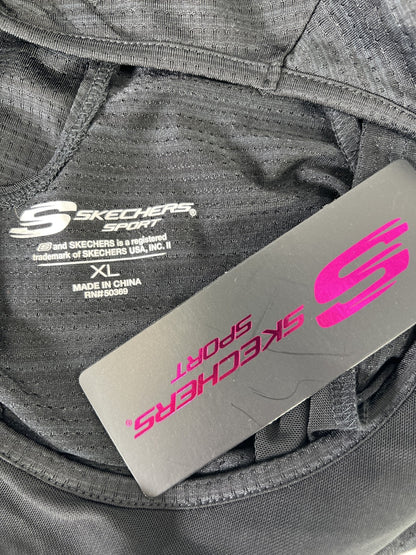 SKECHERS®
SPORT
S and SKECHERS is a registered
trademark of SKECHERS USA, INC. II
XL
MADE IN CHINA
RN#50369
SKECHERS®
SPORT